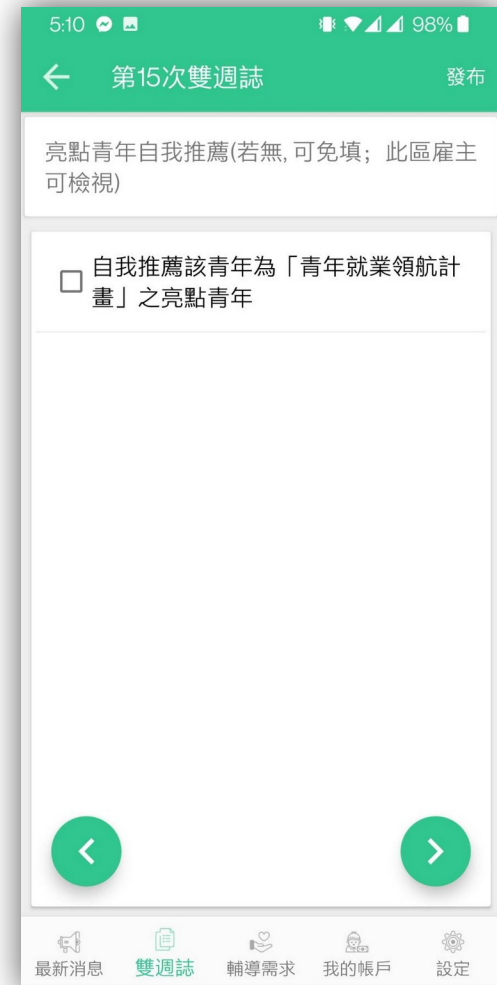 5:10
98%
第15次雙週誌
發布
亮點青年自我推薦(若無, 可免填；此區雇主
可檢視)
自我推薦該青年為「青年就業領航計
畫」之亮點青年
最新消息
雙週誌
輔導需求
我的帳戶
設定